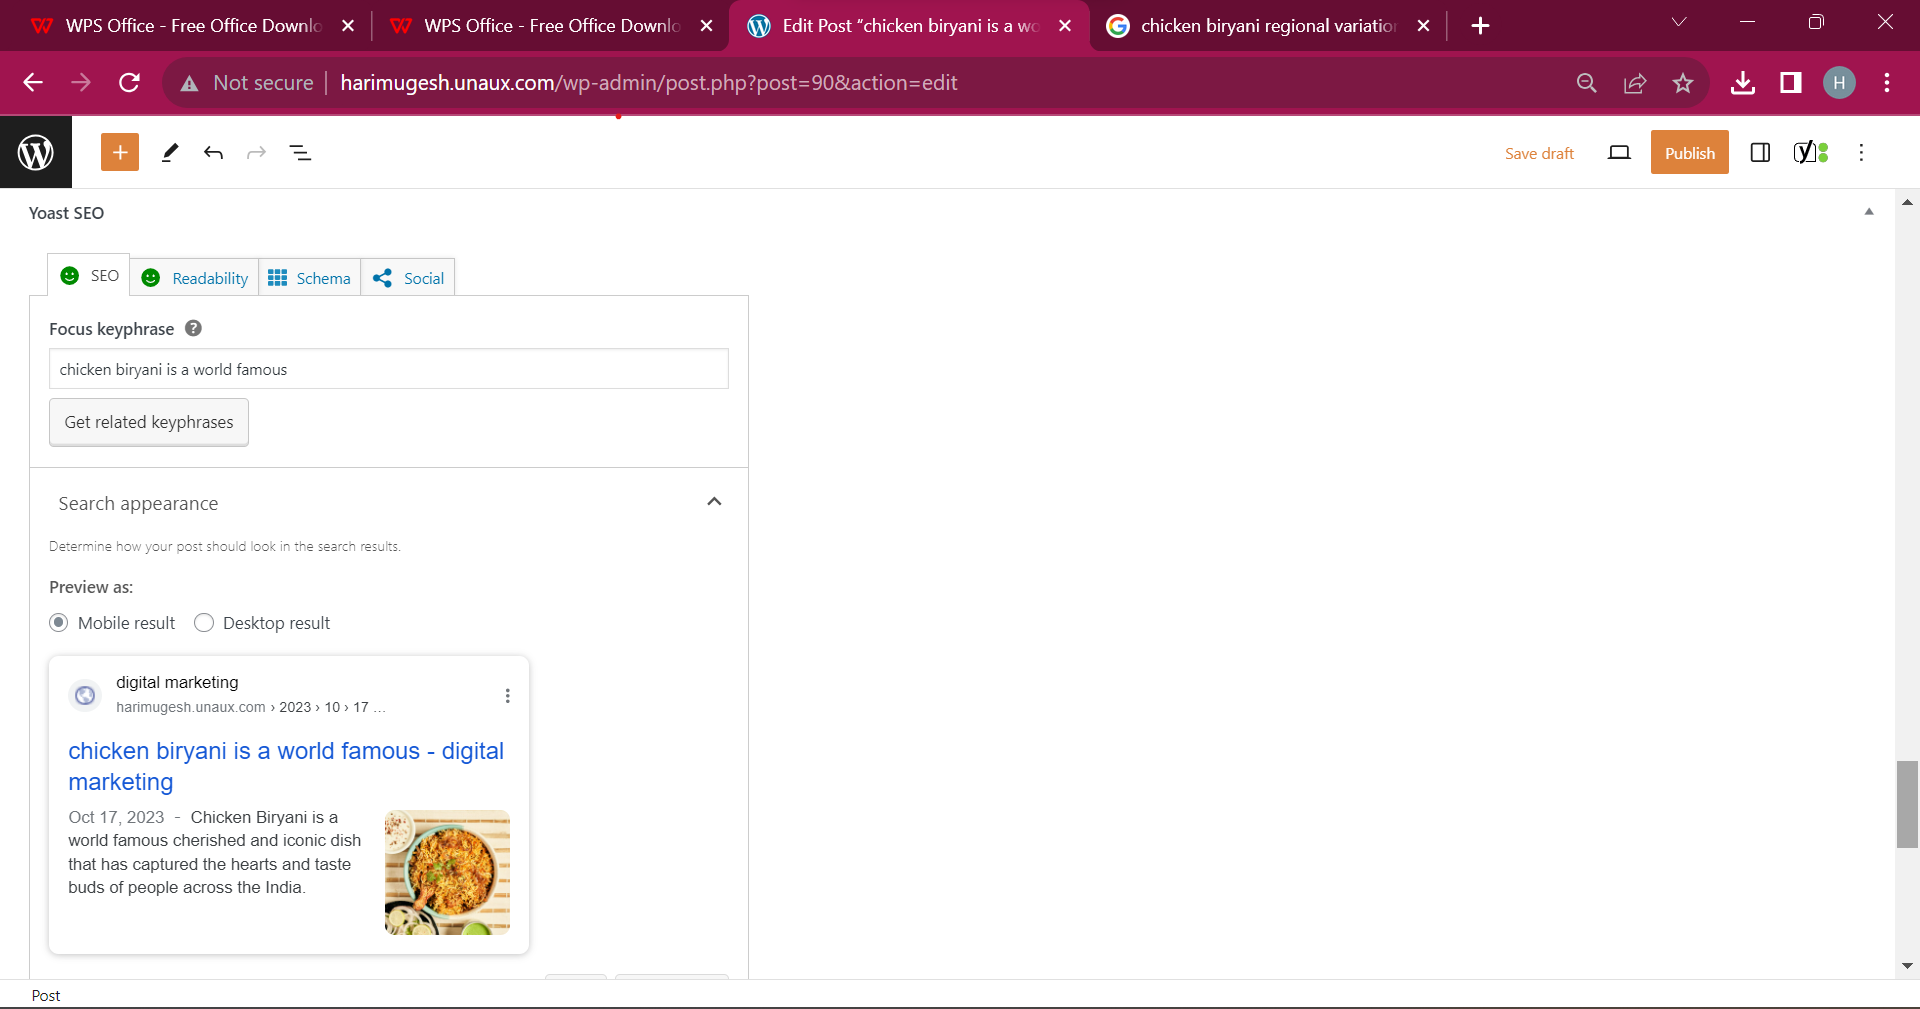 WPS Office - Free Office Downlo
WPS Office - Free Office Downlo
Edit Post “chicken biryani is a wo
chicken biryani regional variation
Not secure
harimugesh.unaux.com/wp-admin/post.php?post=90&action=edit
H
Save draft
Publish
Yoast SEO
SEO
Readability
Schema
Social
Focus keyphrase
chicken biryani is a world famous
Get related keyphrases
Search appearance
Determine how your post should look in the search results.
Preview as:
Mobile result
Desktop result
digital marketing
harimugesh.unaux.com › 2023 › 10 › 17 ...
chicken biryani is a world famous - digital
marketing
Oct 17, 2023 - Chicken Biryani is a
world famous cherished and iconic dish
that has captured the hearts and taste
buds of people across the India.
Post